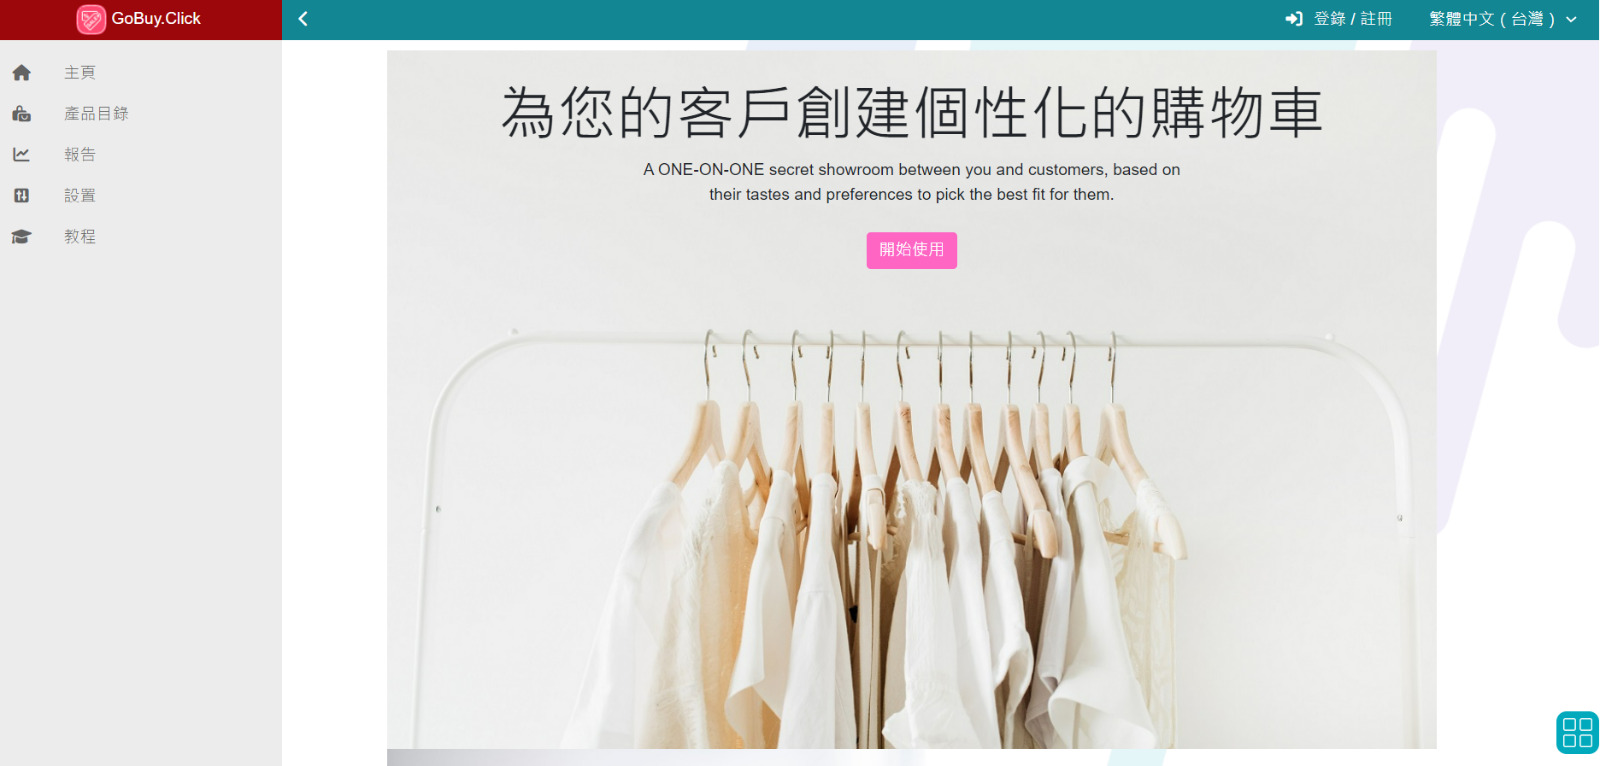 GoBuy.Click
登錄 / 註冊
繁體中文 ( 台灣 )
主頁
產品目錄
報告
設置
教程
為您的客戶創建個性化的購物車
A ONE-ON-ONE secret showroom between you and customers, based on
their tastes and preferences to pick the best fit for them.
開始使用